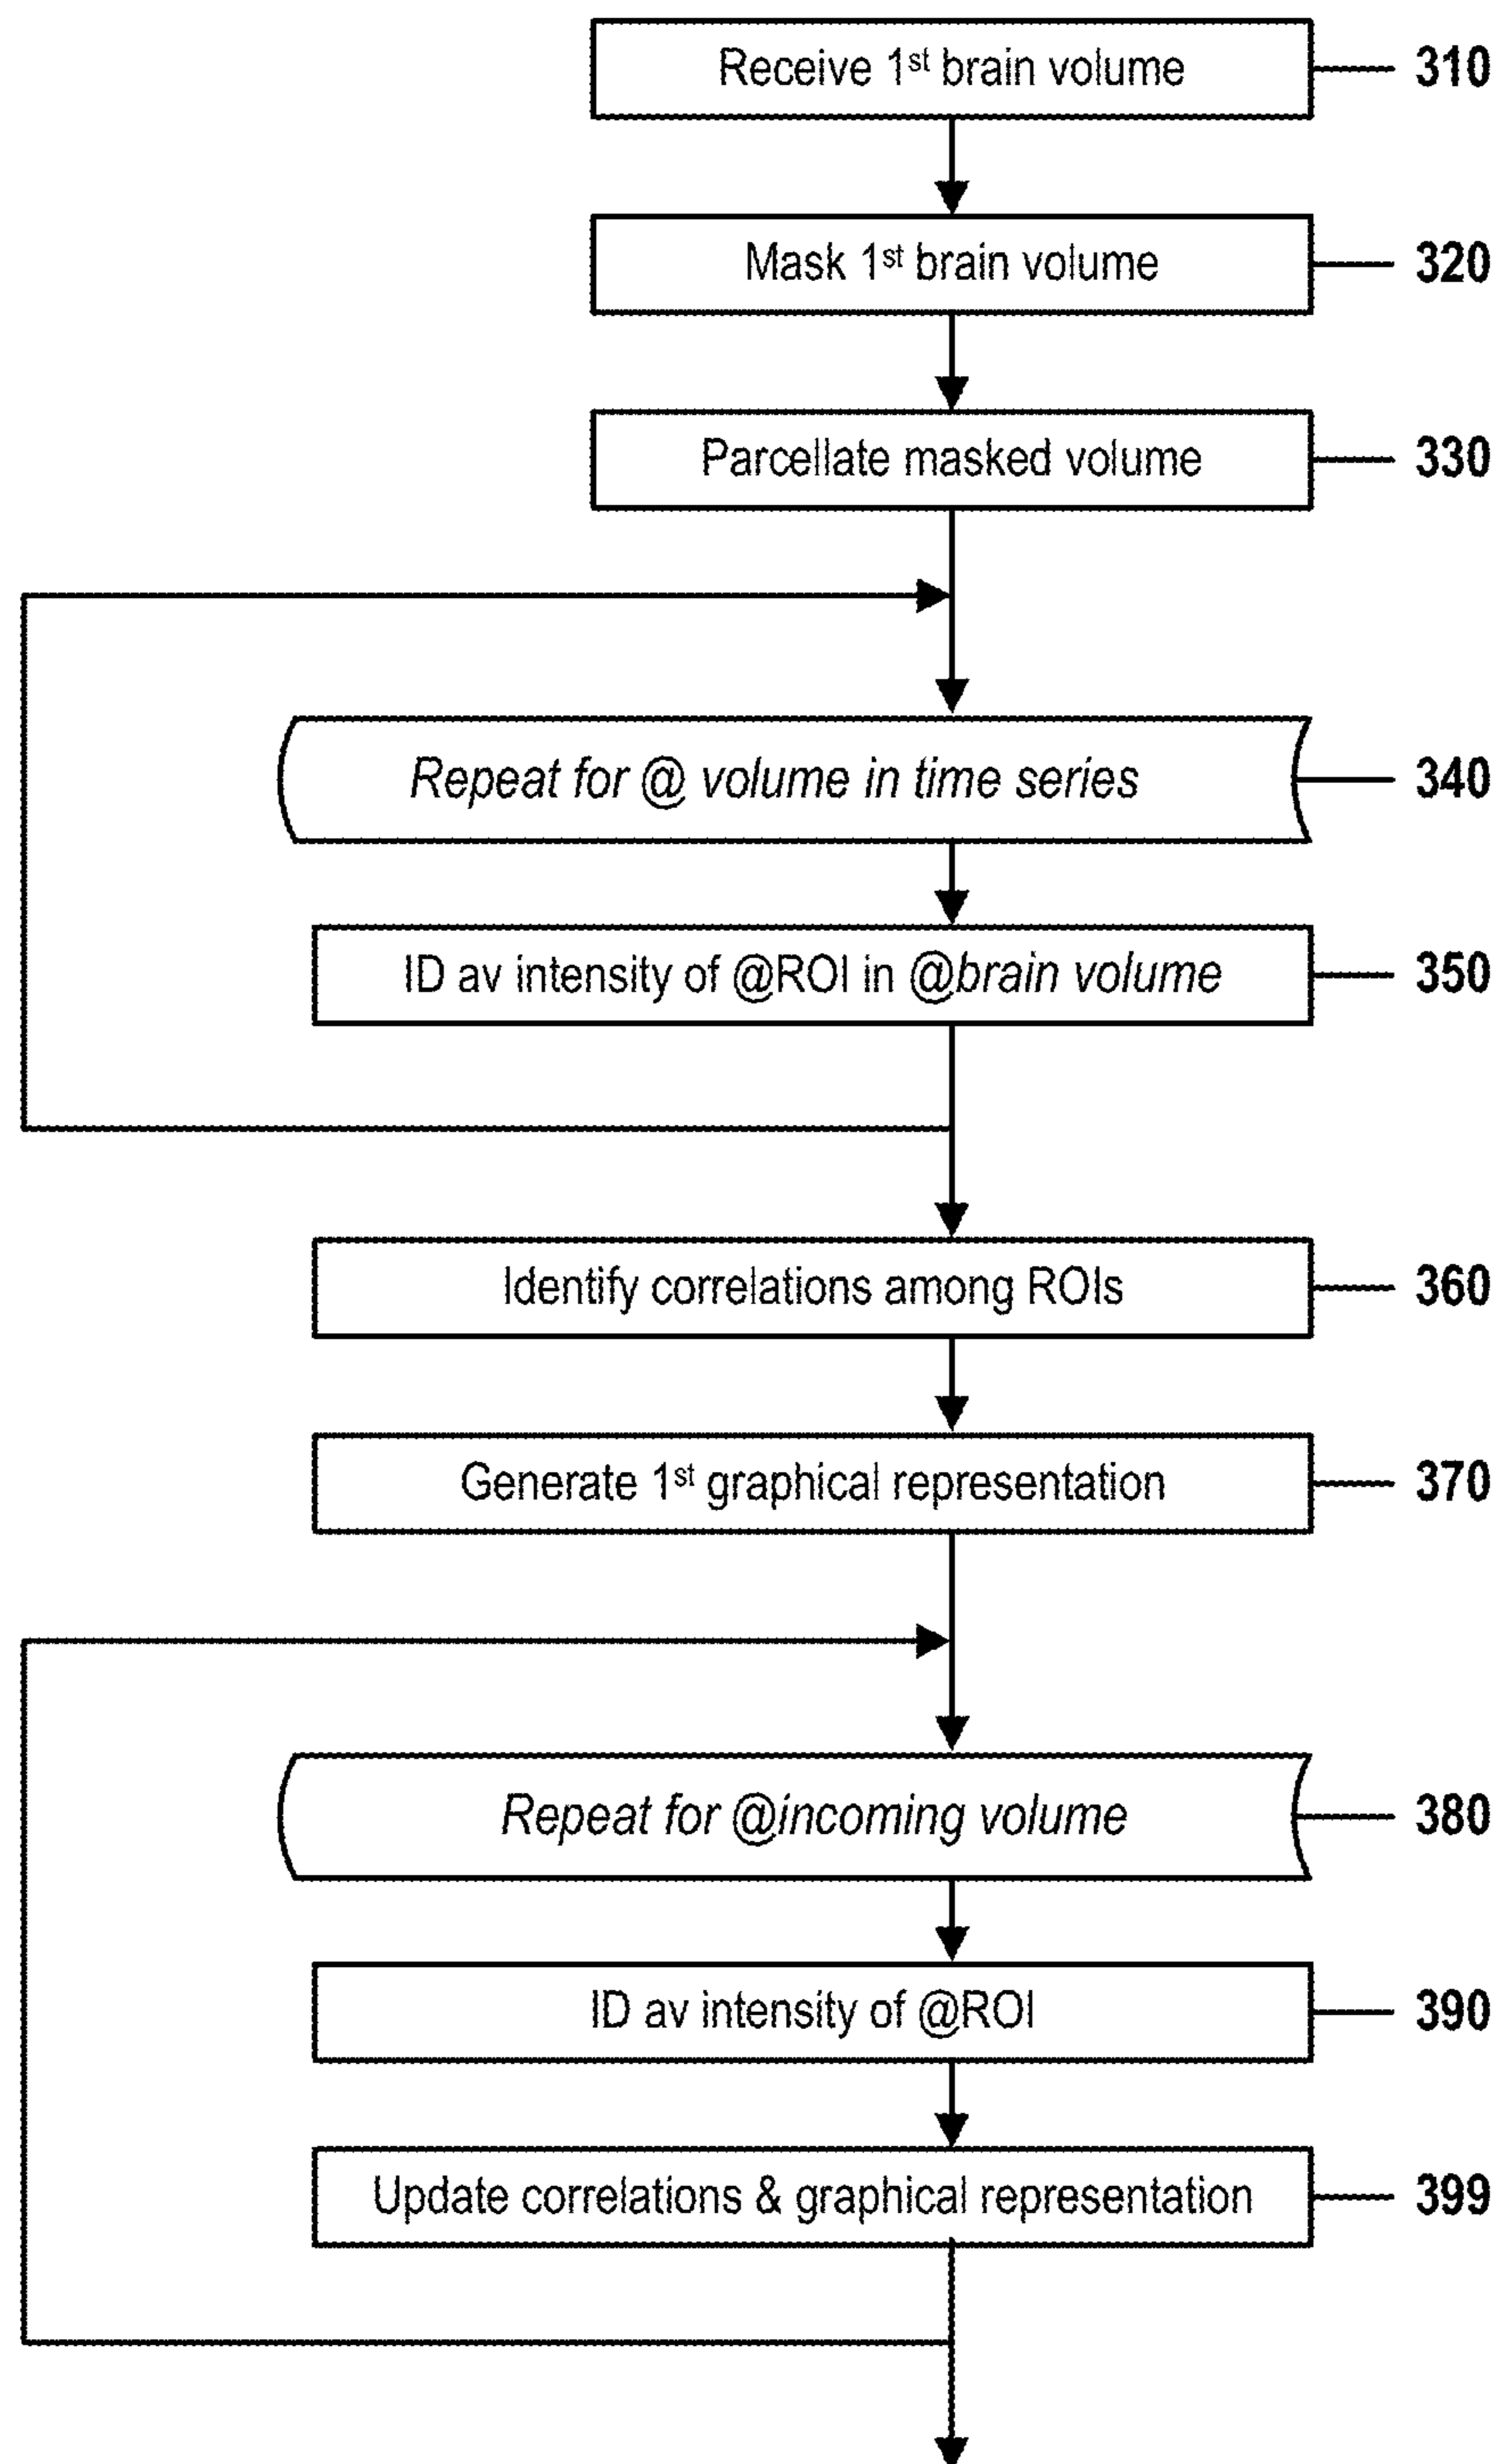 Receive 1st brain volume 310
Mask 1st brain volume 320
Parcellate masked volume 330
Repeat for @ volume in time series 340
ID av intensity of @ROI in @brain volume 350
Identify correlations among ROIs 360
Generate 1st graphical representation 370
Repeat for @incoming volume 380
ID av intensity of @ROI 390
Update correlations & graphical representation 399